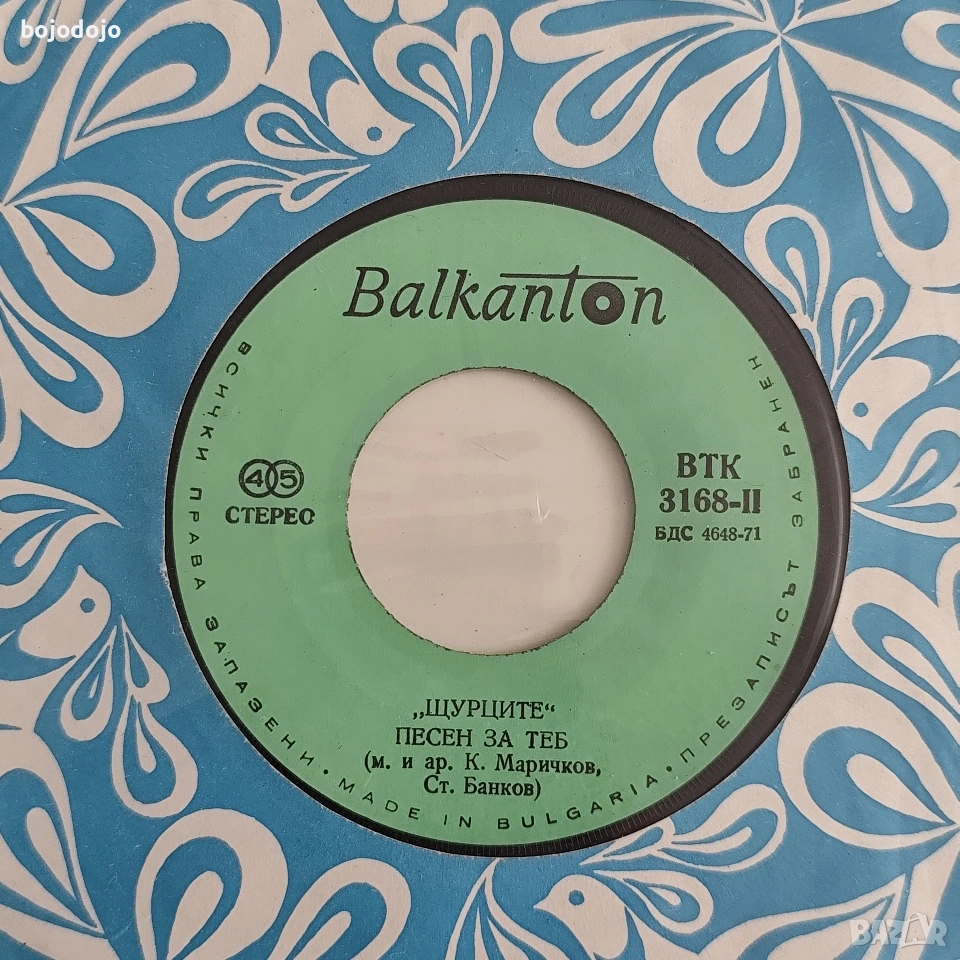 bojodojo
Balkanton
45
СТЕРЕО
ВТК
3168-II
БДС 4648-71
„ЩУРЦИТЕ“
ПЕСЕН ЗА ТЕБ
(м. и ар. К. Маричков,
Ст. Банков)
ВСИЧКИ ПРАВА ЗАПАЗЕНИ • MADE IN BULGARIA • ПРЕЗАПИСЪТ ЗАБРАНЕН
BAZAR